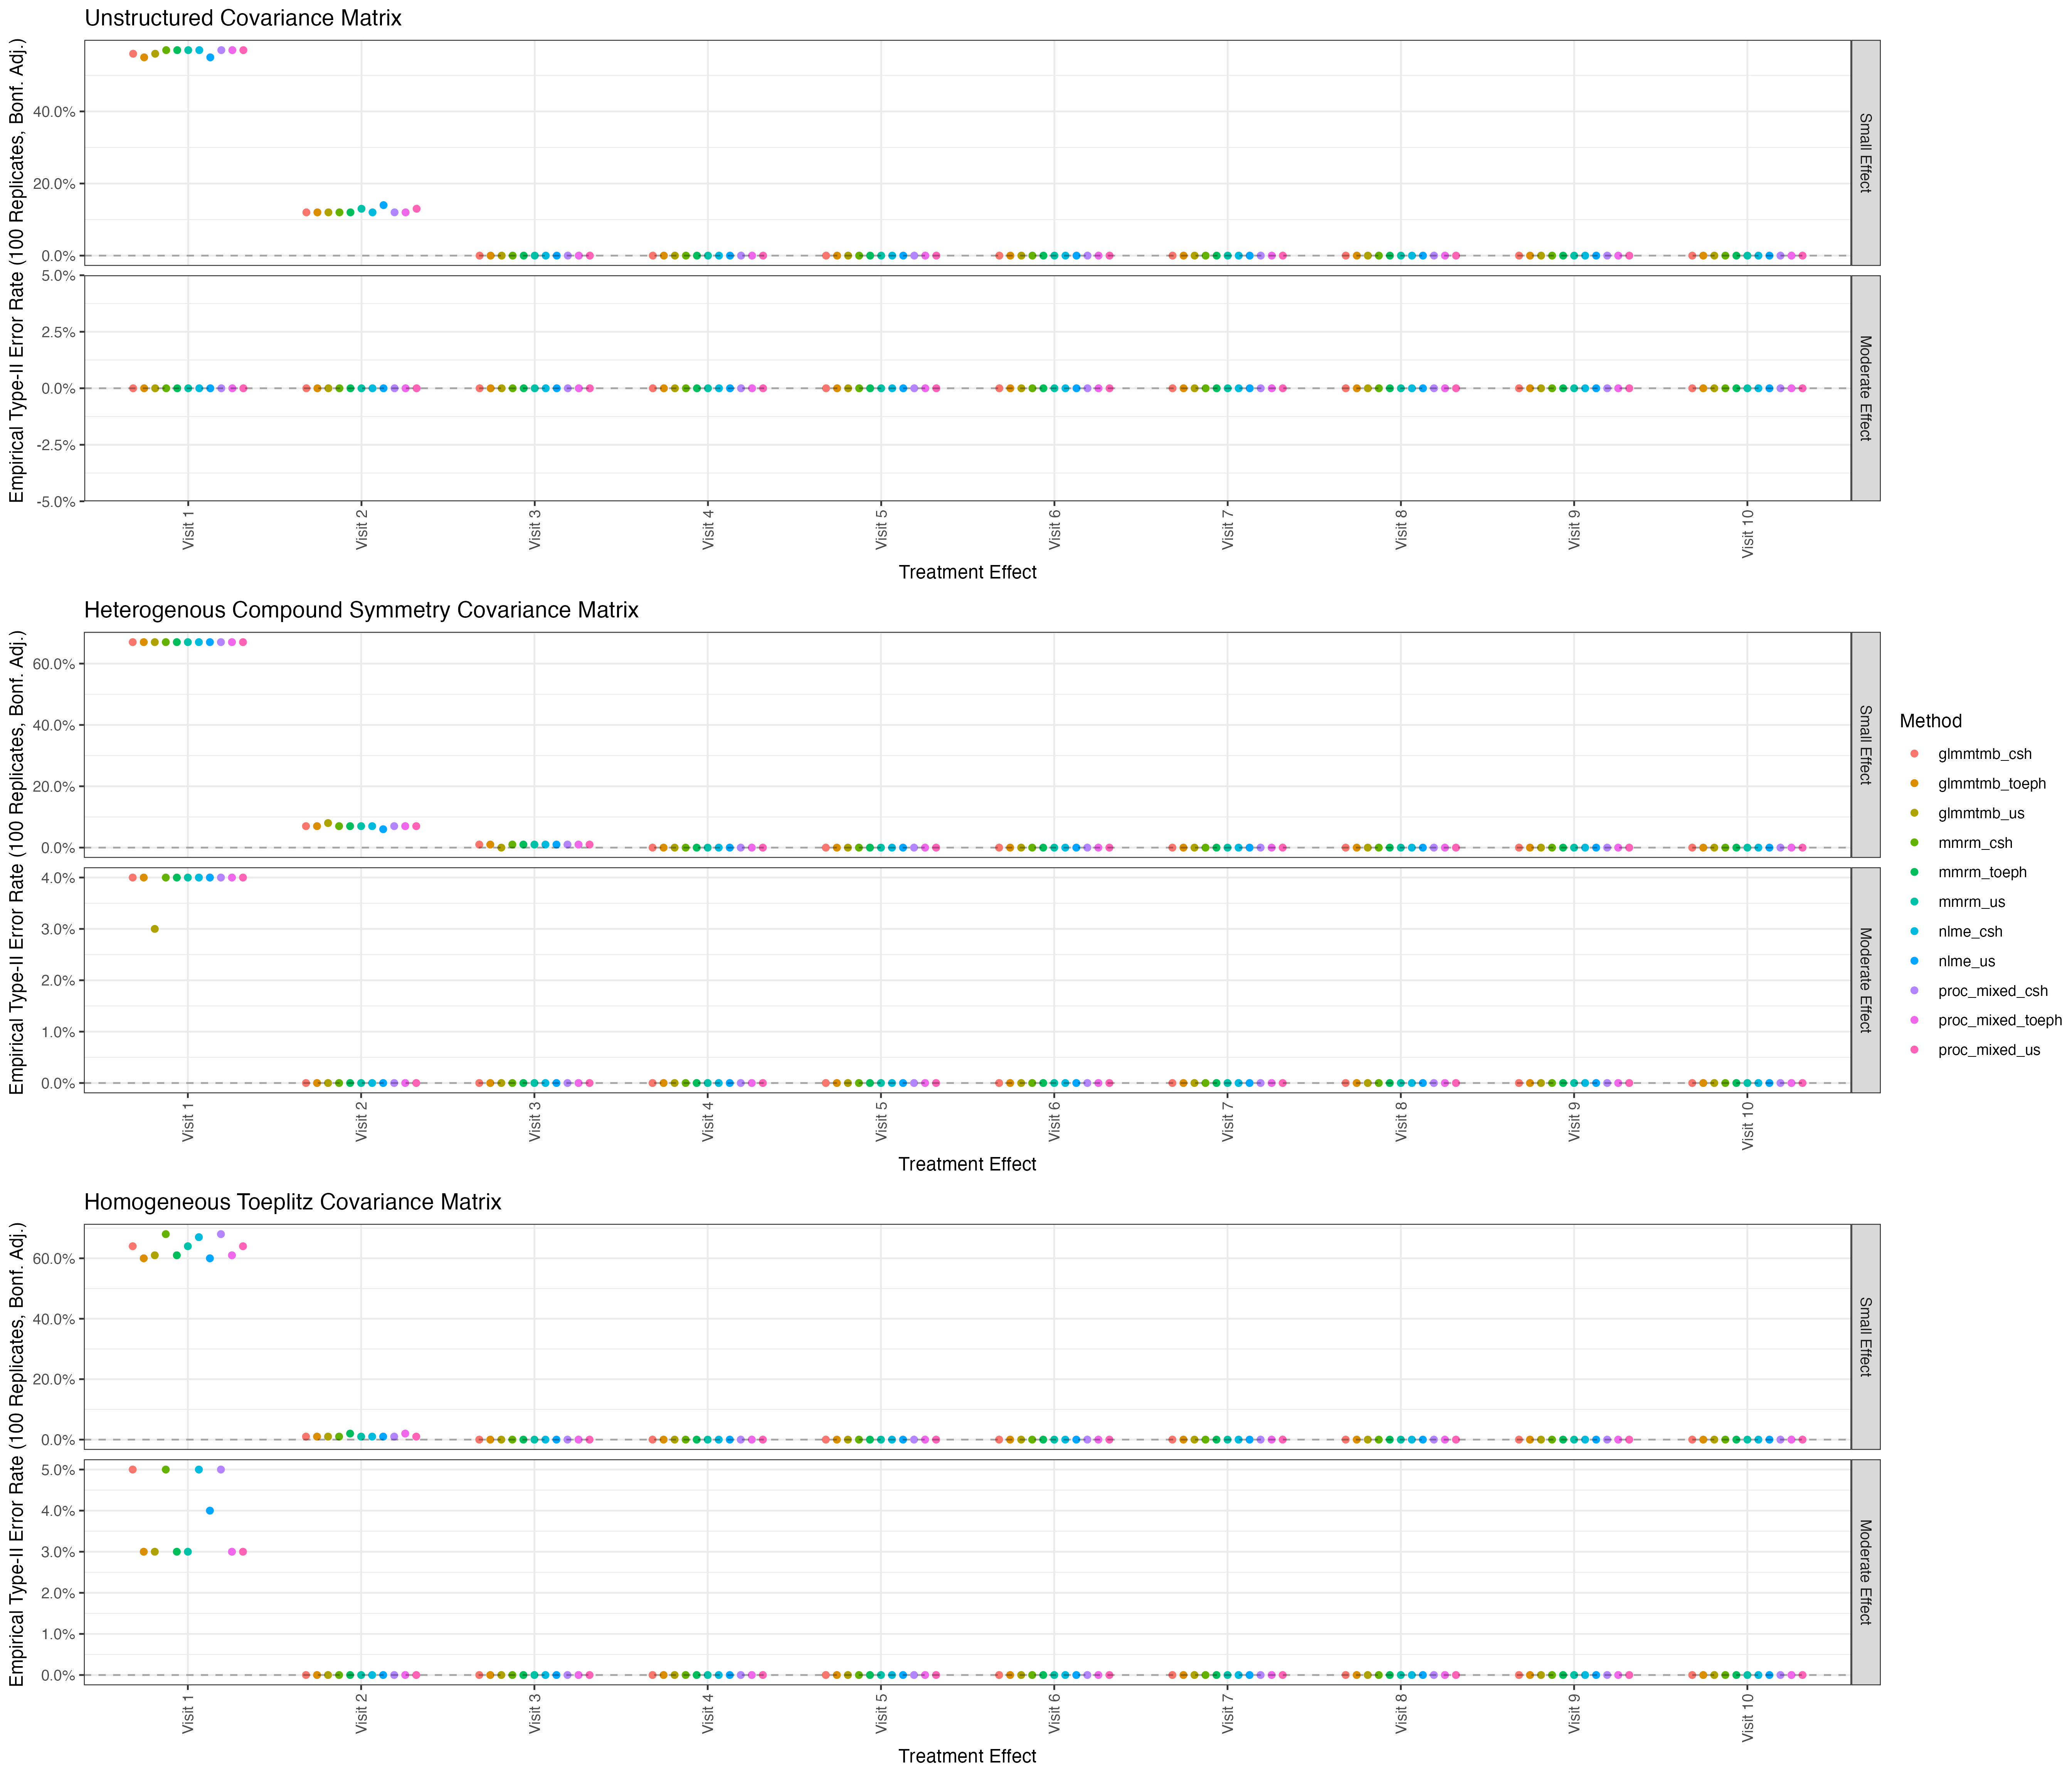 Unstructured Covariance Matrix
Empirical Type-II Error Rate (100 Replicates, Bonf. Adj.)
40.0%
20.0%
0.0%
Small Effect
5.0%
2.5%
0.0%
-2.5%
-5.0%
Moderate Effect
Visit 1
Visit 2
Visit 3
Visit 4
Visit 5
Visit 6
Visit 7
Visit 8
Visit 9
Visit 10
Treatment Effect
Heterogenous Compound Symmetry Covariance Matrix
Empirical Type-II Error Rate (100 Replicates, Bonf. Adj.)
60.0%
40.0%
20.0%
0.0%
Small Effect
4.0%
3.0%
2.0%
1.0%
0.0%
Moderate Effect
Visit 1
Visit 2
Visit 3
Visit 4
Visit 5
Visit 6
Visit 7
Visit 8
Visit 9
Visit 10
Treatment Effect
Method
glmmtmb_csh
glmmtmb_toeph
glmmtmb_us
mmrm_csh
mmrm_toeph
mmrm_us
nlme_csh
nlme_us
proc_mixed_csh
proc_mixed_toeph
proc_mixed_us
Homogeneous Toeplitz Covariance Matrix
Empirical Type-II Error Rate (100 Replicates, Bonf. Adj.)
60.0%
40.0%
20.0%
0.0%
Small Effect
5.0%
4.0%
3.0%
2.0%
1.0%
0.0%
Moderate Effect
Visit 1
Visit 2
Visit 3
Visit 4
Visit 5
Visit 6
Visit 7
Visit 8
Visit 9
Visit 10
Treatment Effect